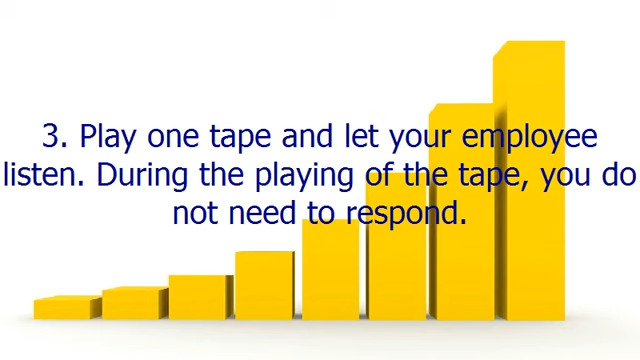 3. Play one tape and let your employee
listen. During the playing of the tape, you do
not need to respond.